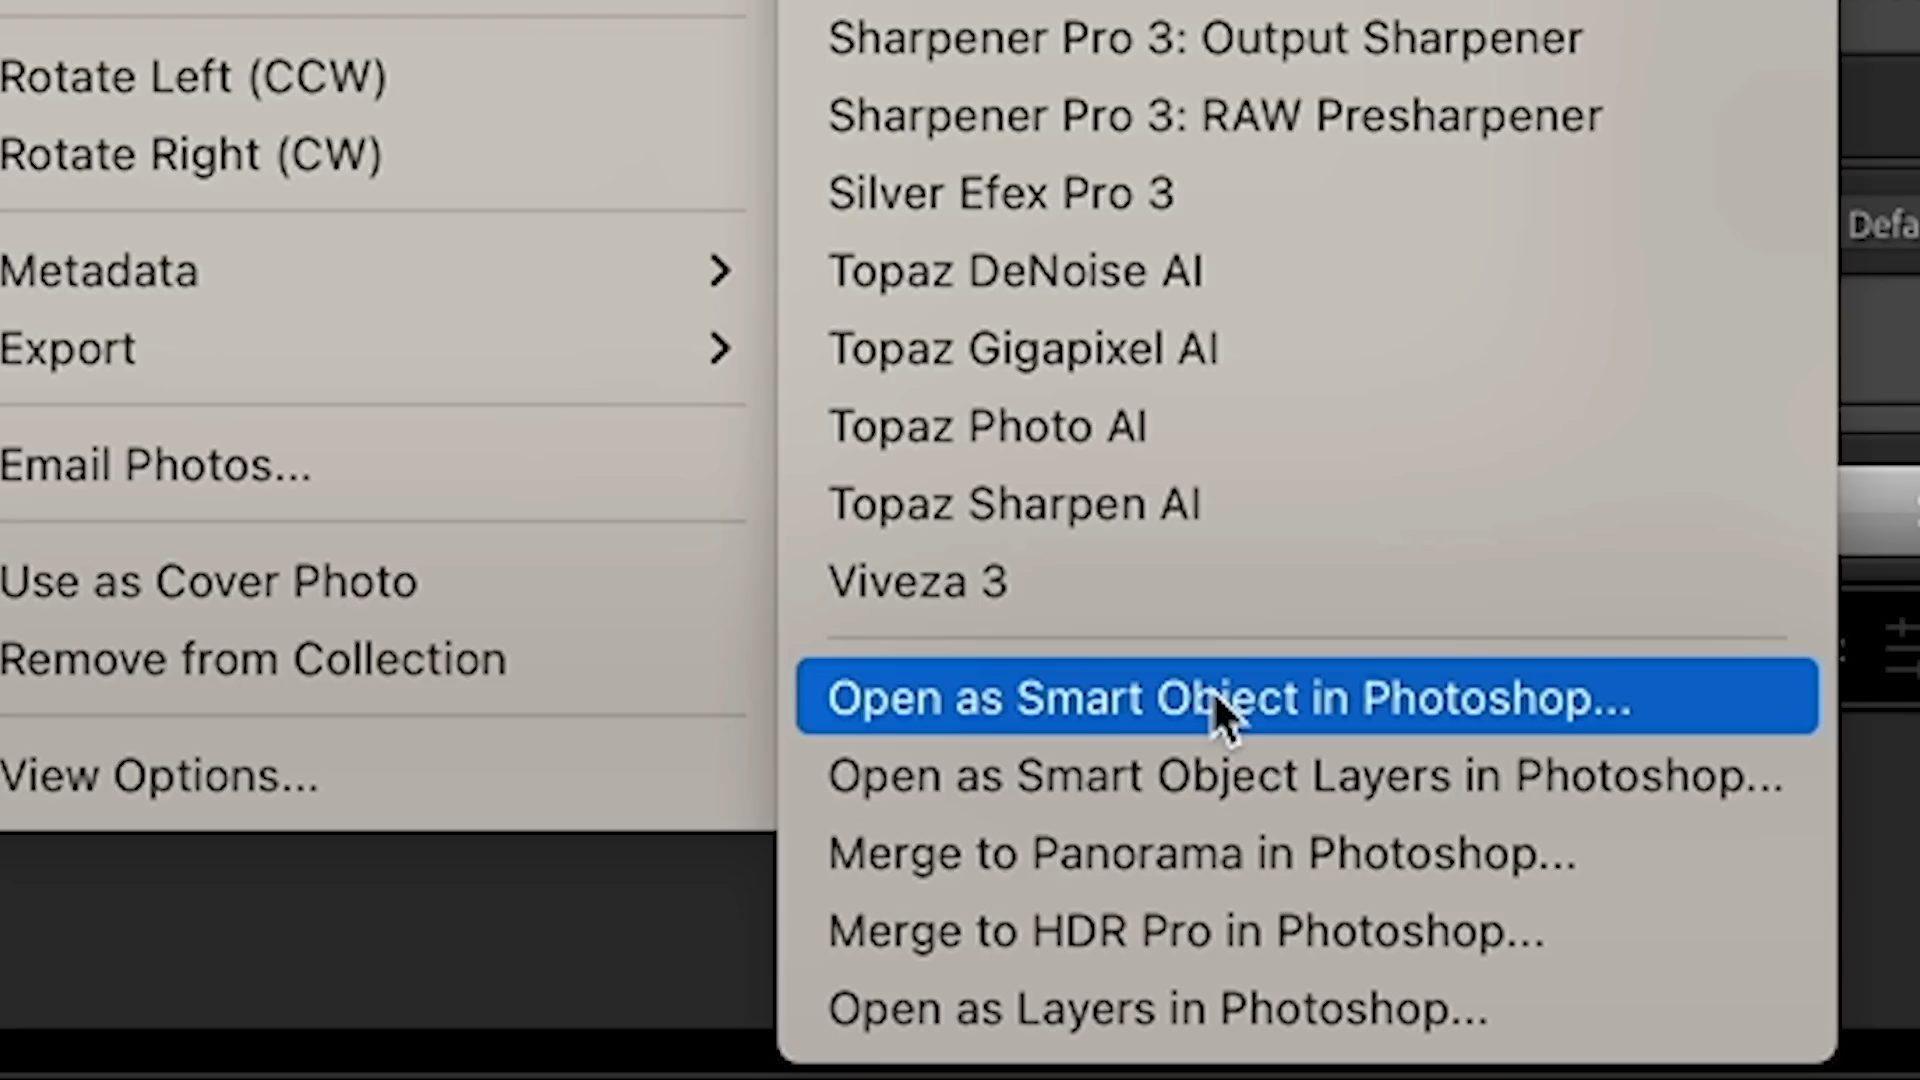 Rotate Left (CCW)
Rotate Right (CW)
Metadata
Export
Email Photos...
Use as Cover Photo
Remove from Collection
View Options...
Sharpener Pro 3: Output Sharpener
Sharpener Pro 3: RAW Presharpener
Silver Efex Pro 3
Topaz DeNoise AI
Topaz Gigapixel AI
Topaz Photo AI
Topaz Sharpen AI
Viveza 3
Open as Smart Object in Photoshop...
Open as Smart Object Layers in Photoshop...
Merge to Panorama in Photoshop...
Merge to HDR Pro in Photoshop...
Open as Layers in Photoshop...
Defa